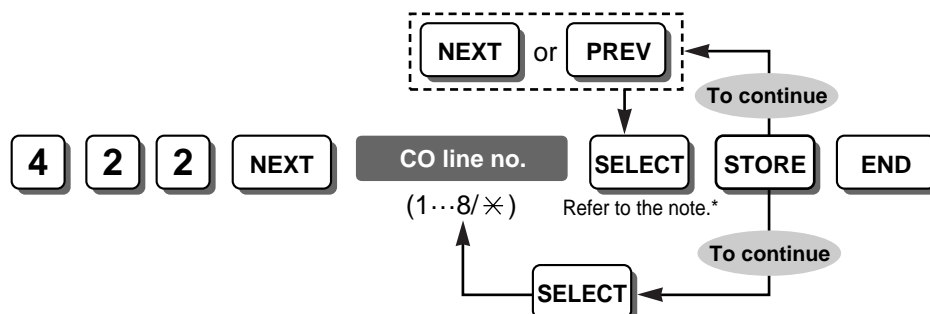 NEXT or PREV
To continue
4 2 2 NEXT CO line no. SELECT STORE END
(1···8/✳) Refer to the note.*
To continue
SELECT